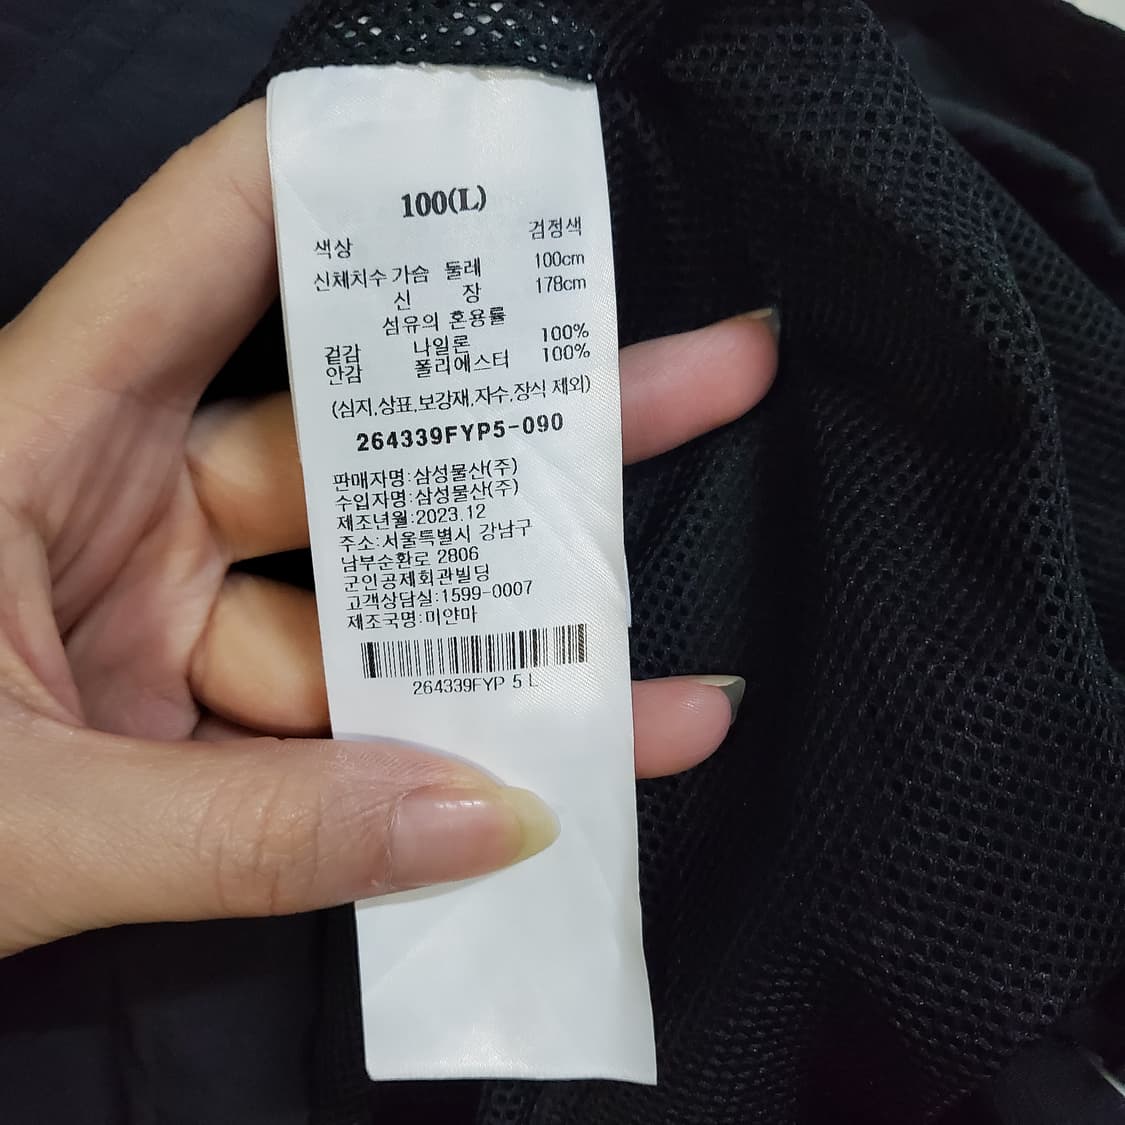 100(L)
색상 검정색
신체치수 가슴 둘레 100cm
신 장 178cm
섬유의 혼용률
겉감 나일론 100%
안감 폴리에스터 100%
(심지,상표,보강재,자수,장식 제외)
264339FYP5-090
판매자명:삼성물산(주)
수입자명:삼성물산(주)
제조년월:2023.12
주소:서울특별시 강남구
남부순환로 2806
군인공제회관빌딩
고객상담실:1599-0007
제조국명:미얀마
264339FYP 5 L